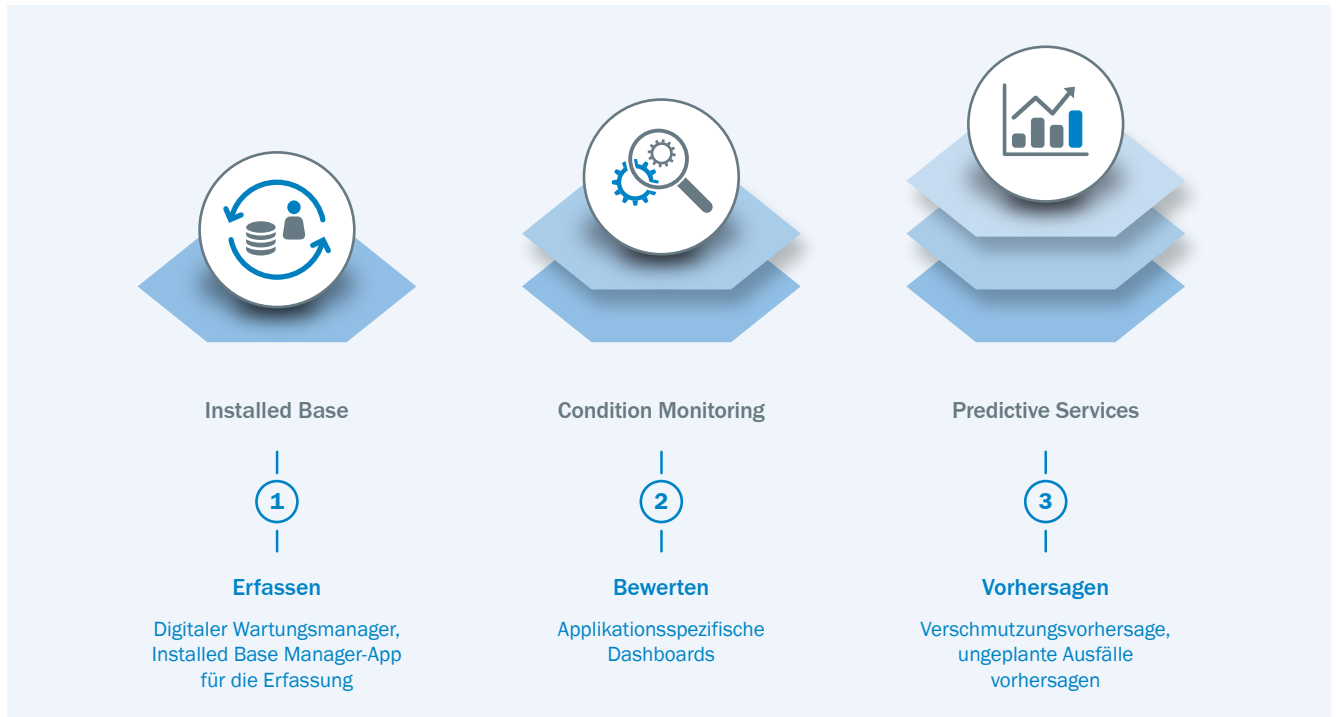 Installed Base
1
Erfassen
Digitaler Wartungsmanager,
Installed Base Manager-App
für die Erfassung
Condition Monitoring
2
Bewerten
Applikationsspezifische
Dashboards
Predictive Services
3
Vorhersagen
Verschmutzungsvorhersage,
ungeplante Ausfälle
vorhersagen